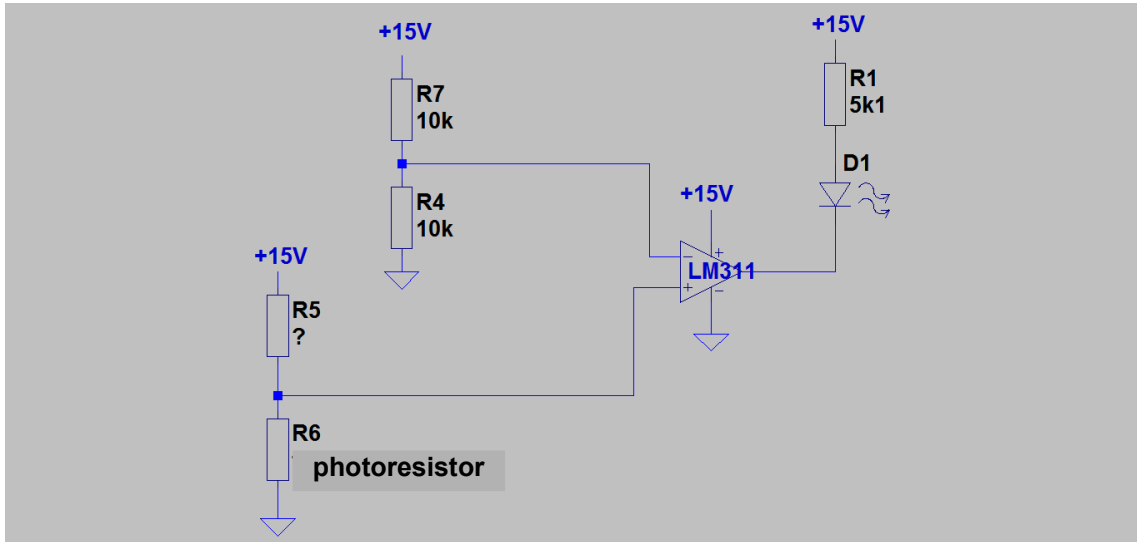 +15V
R7
10k
R4
10k
+15V
R5
?
R6
photoresistor
+15V
LM311
+15V
R1
5k1
D1